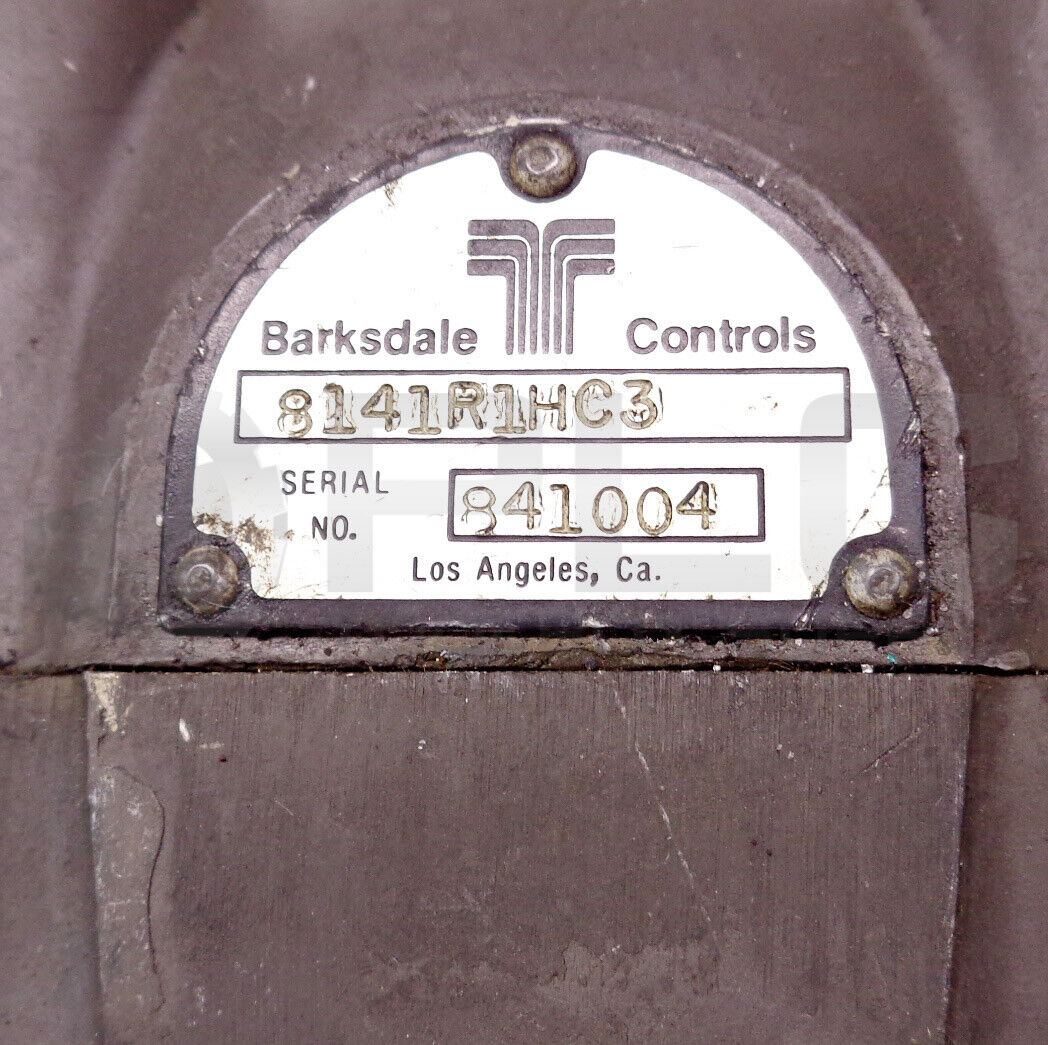 Barksdale Controls
8141R1HC3
SERIAL
NO. 841004
Los Angeles, Ca.